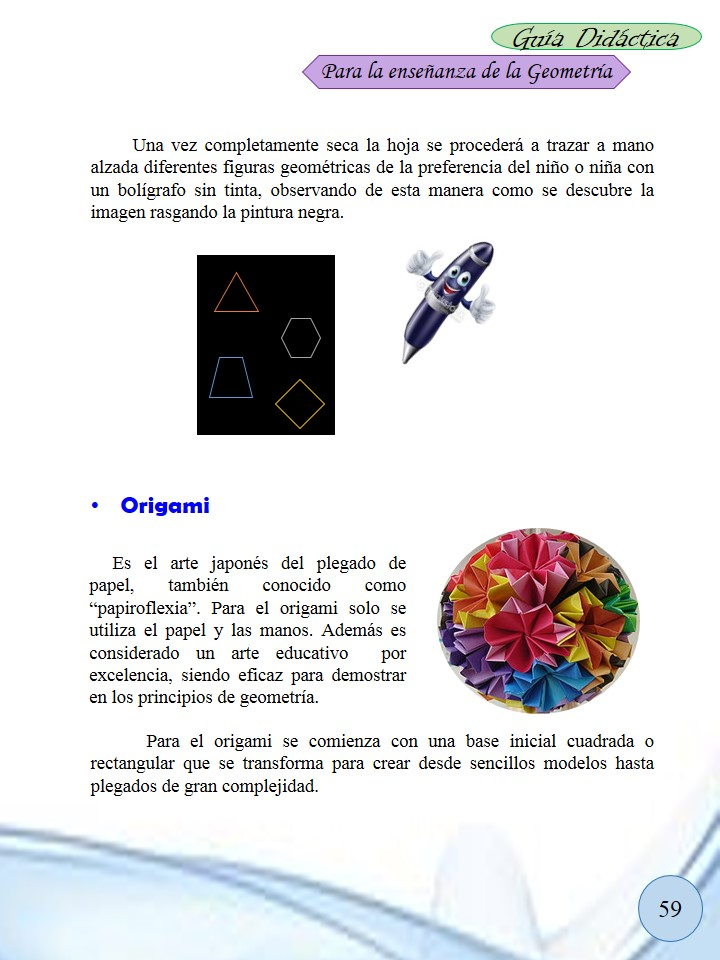 Guía Didáctica
Para la enseñanza de la Geometría
Una vez completamente seca la hoja se procederá a trazar a mano
alzada diferentes figuras geométricas de la preferencia del niño o niña con
un bolígrafo sin tinta, observando de esta manera como se descubre la
imagen rasgando la pintura negra.
• Origami
Es el arte japonés del plegado de
papel, también conocido como
“papiroflexia”. Para el origami solo se
utiliza el papel y las manos. Además es
considerado un arte educativo por
excelencia, siendo eficaz para demostrar
en los principios de geometría.
Para el origami se comienza con una base inicial cuadrada o
rectangular que se transforma para crear desde sencillos modelos hasta
plegados de gran complejidad.
59